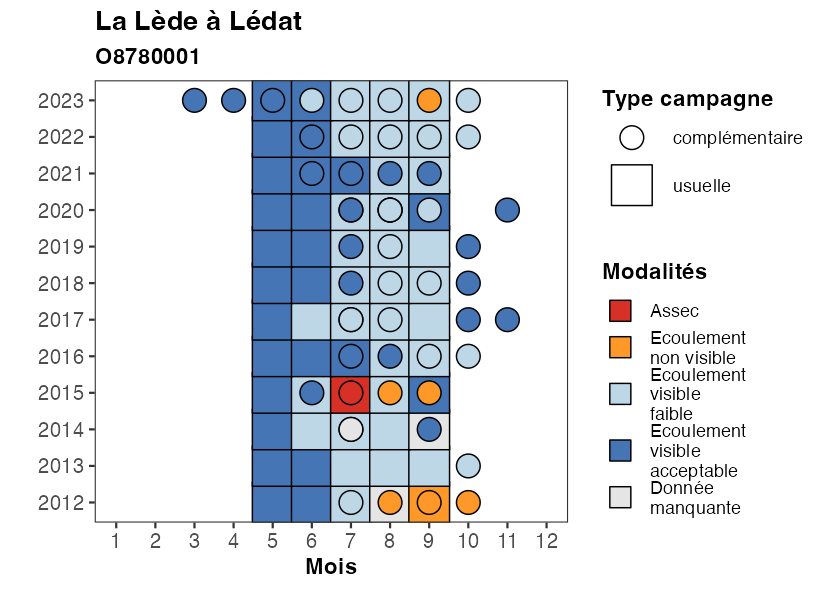 La Lède à Lédat
O8780001
2023
2022
2021
2020
2019
2018
2017
2016
2015
2014
2013
2012
1 2 3 4 5 6 7 8 9 10 11 12
Mois
Type campagne
complémentaire
usuelle
Modalités
Assec
Ecoulement
non visible
Ecoulement
visible
faible
Ecoulement
visible
acceptable
Donnée
manquante